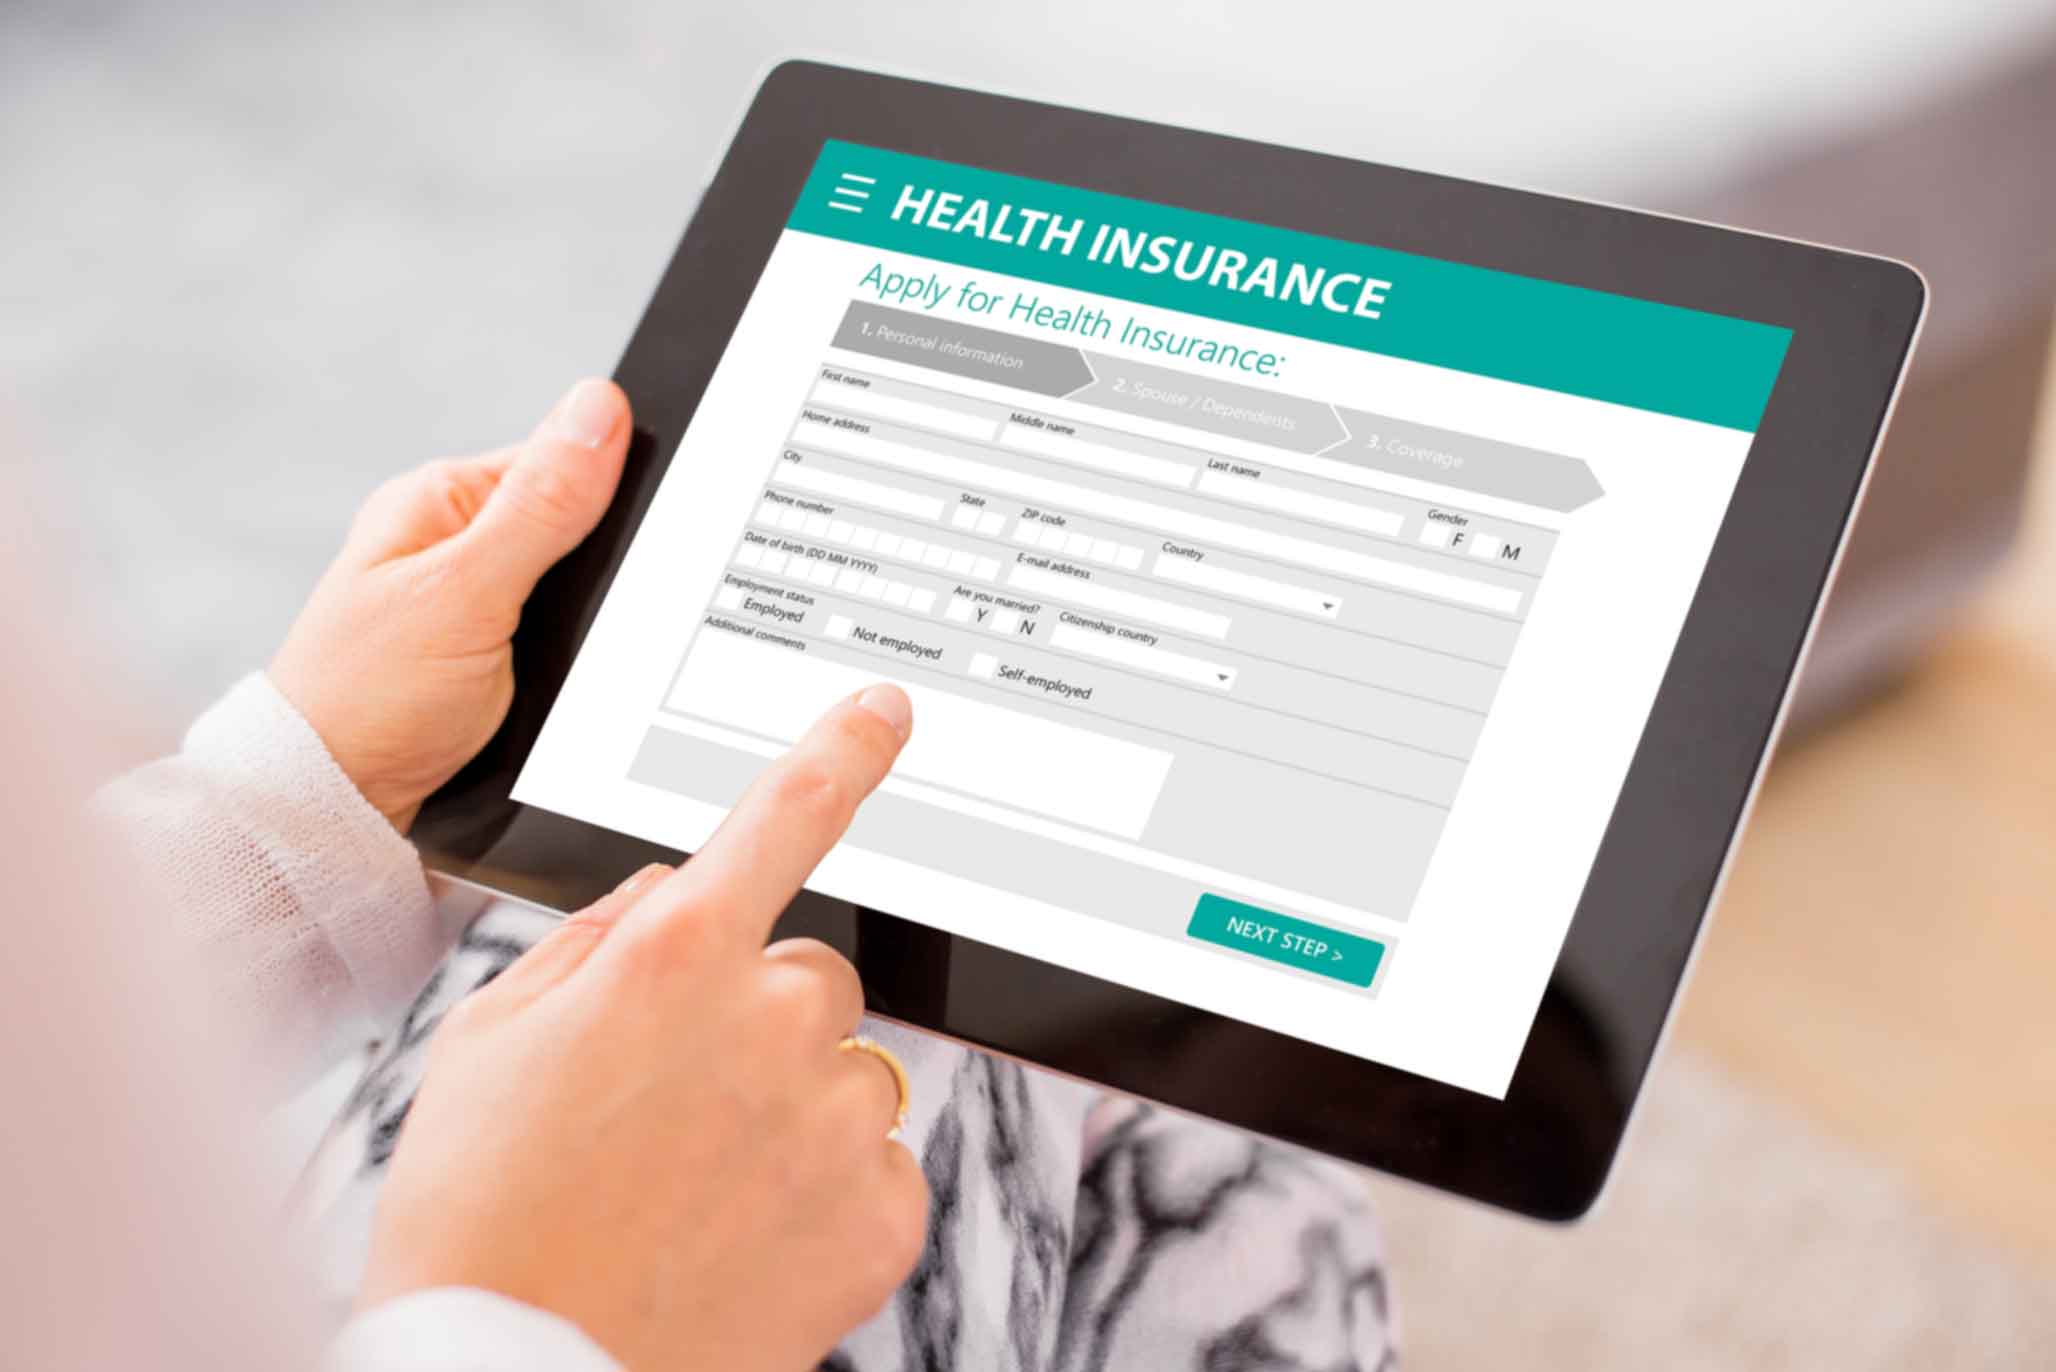 HEALTH INSURANCE
Apply for Health Insurance:
1. Personal information
2. Spouse / Dependents
3. Coverage
First name
Middle name
Last name
Gender
F
M
Home address
City
State
ZIP code
Country
Phone number
E-mail address
Date of birth (DD MM YYYY)
Are you married?
Y
N
Citizenship country
Employment status
Employed
Not employed
Self-employed
Additional comments
NEXT STEP >